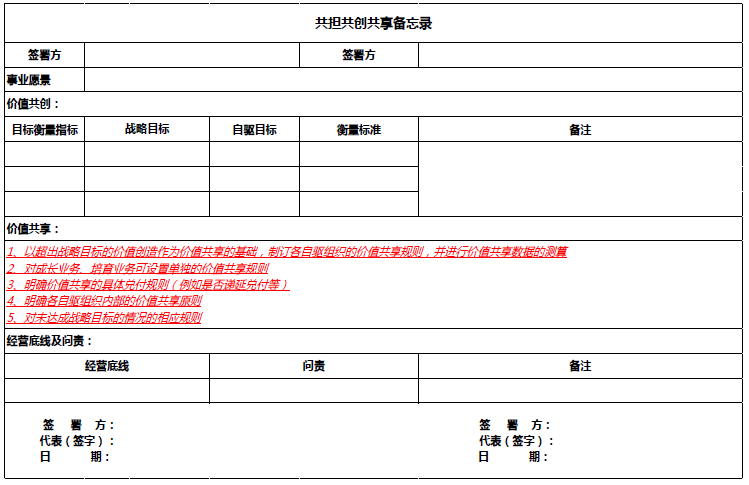 共担共创共享备忘录
签署方 签署方
事业愿景
价值共创：
目标衡量指标 战略目标 自驱目标 衡量标准 备注
价值共享：
1、以超出战略目标的价值创造作为价值共享的基础，制订各自驱组织的价值共享规则，并进行价值共享数据的测算
2、对成长业务、培育业务可设置单独的价值共享规则
3、明确价值共享的具体兑付规则（例如是否递延兑付等）
4、明确各自驱组织内部的价值共享原则
5、对未达成战略目标的情况的相应规则
经营底线及问责：
经营底线 问责 备注
签 署 方： 签 署 方：
代表（签字）： 代表（签字）：
日 期： 日 期：